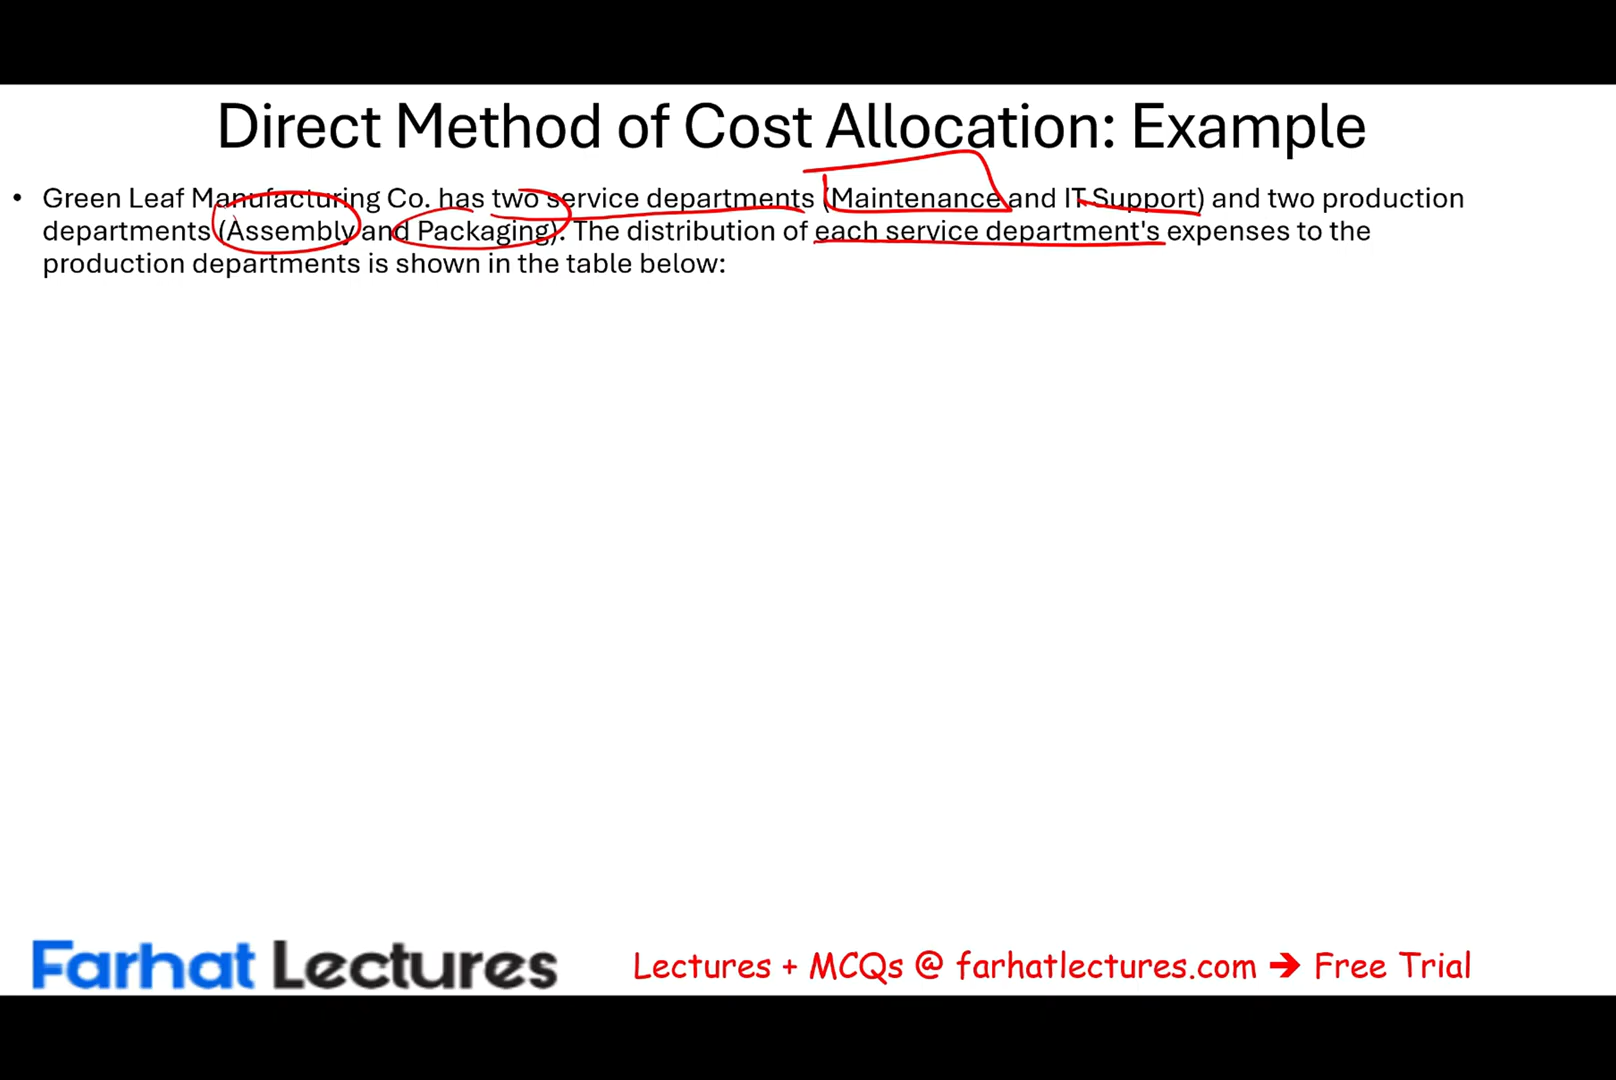 Direct Method of Cost Allocation: Example
• Green Leaf Manufacturing Co. has two service departments (Maintenance and IT Support) and two production
departments (Assembly and Packaging). The distribution of each service department's expenses to the
production departments is shown in the table below:
Farhat Lectures
Lectures + MCQs @ farhatlectures.com → Free Trial